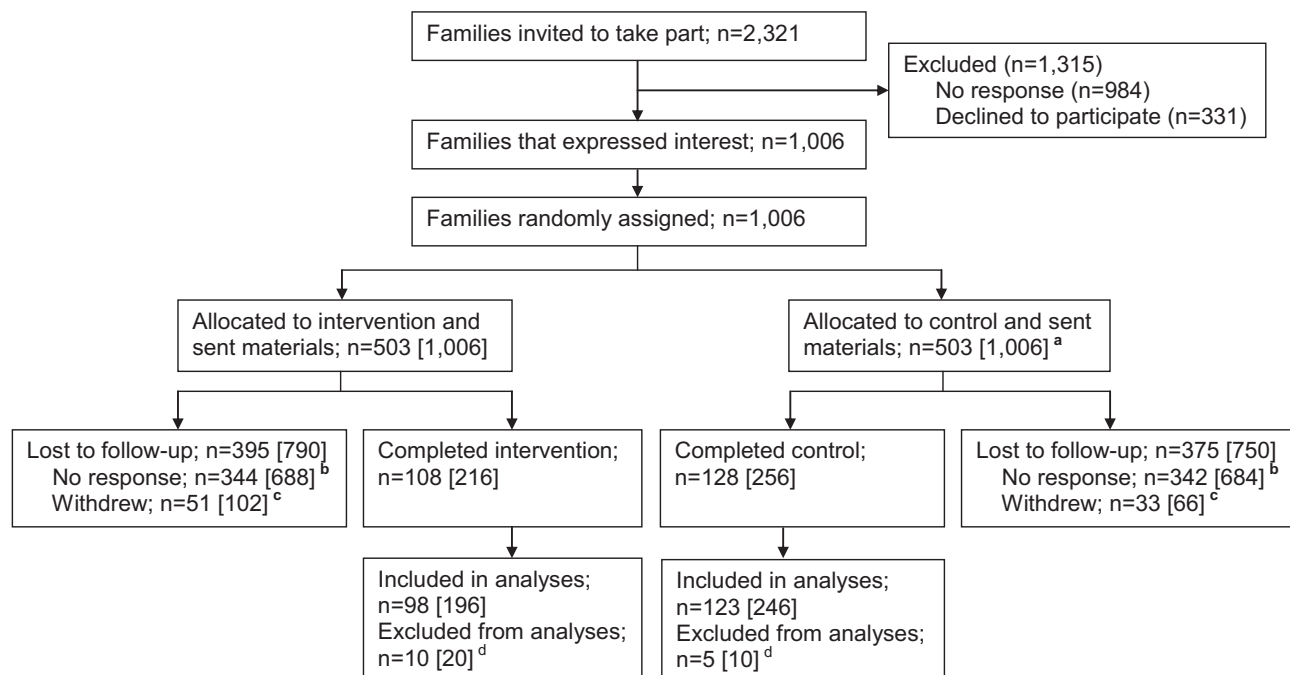 Families invited to take part; n=2,321
Excluded (n=1,315)
No response (n=984)
Declined to participate (n=331)
Families that expressed interest; n=1,006
Families randomly assigned; n=1,006
Allocated to intervention and
sent materials; n=503 [1,006]
Allocated to control and sent
materials; n=503 [1,006] a
Lost to follow-up; n=395 [790]
No response; n=344 [688] b
Withdrew; n=51 [102] c
Completed intervention;
n=108 [216]
Completed control;
n=128 [256]
Lost to follow-up; n=375 [750]
No response; n=342 [684] b
Withdrew; n=33 [66] c
Included in analyses;
n=98 [196]
Excluded from analyses;
n=10 [20] d
Included in analyses;
n=123 [246]
Excluded from analyses;
n=5 [10] d